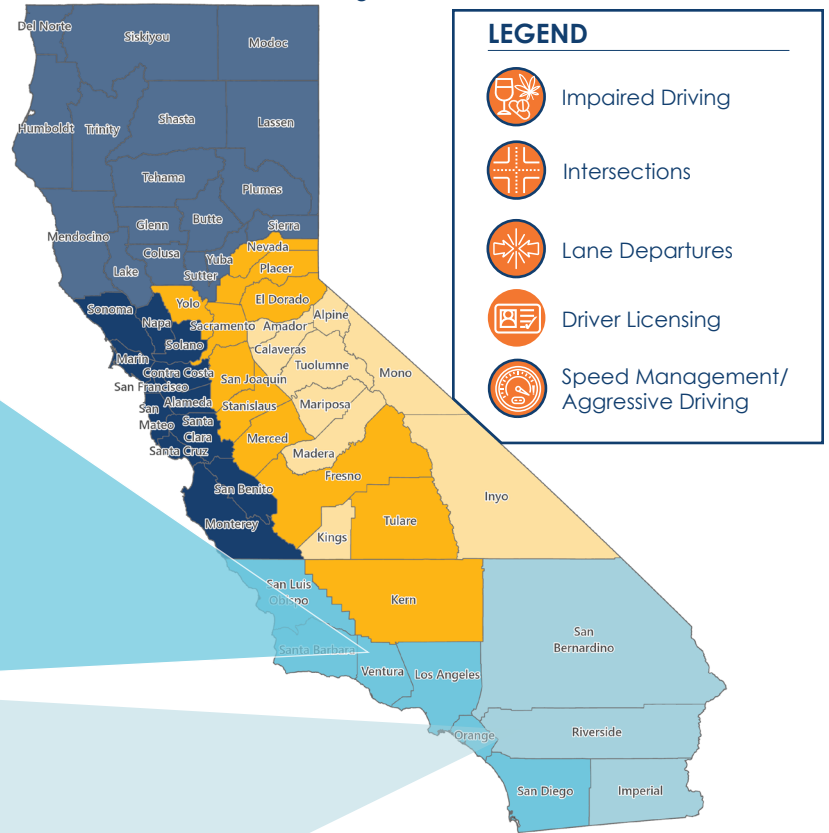 LEGEND
Impaired Driving
Intersections
Lane Departures
Driver Licensing
Speed Management/
Aggressive Driving
Del Norte
Siskiyou
Modoc
Humboldt
Trinity
Shasta
Lassen
Tehama
Plumas
Mendocino
Glenn
Butte
Sierra
Colusa
Lake
Sutter
Yuba
Nevada
Placer
El Dorado
Yolo
Sonoma
Napa
Sacramento
Amador
Alpine
Solano
Calaveras
Marin
Tuolumne
Mono
Contra Costa
San Francisco
San Joaquin
Alameda
San
Mateo
Stanislaus
Mariposa
Santa
Clara
Merced
Santa Cruz
Madera
Fresno
San Benito
Inyo
Monterey
Kings
Tulare
San Luis
Obispo
Kern
Santa Barbara
Ventura
Los Angeles
San
Bernardino
Orange
Riverside
San Diego
Imperial